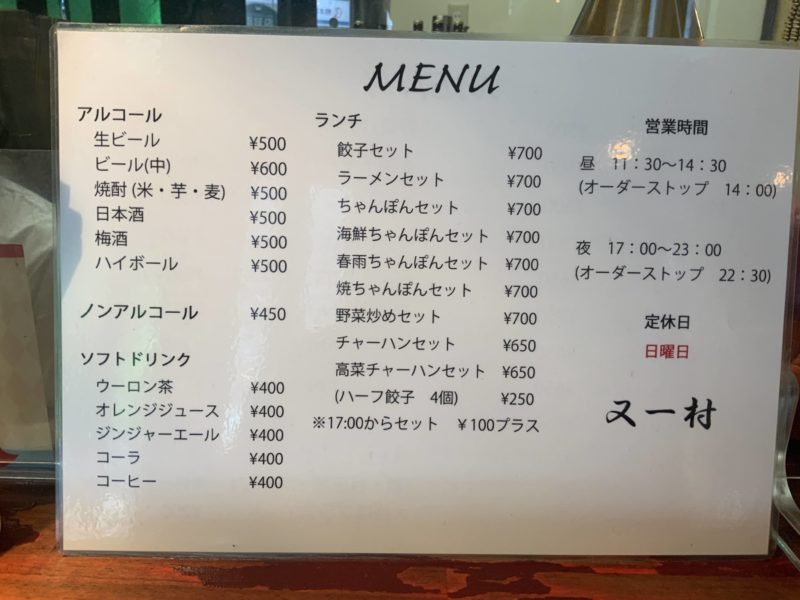 MENU
アルコール
生ビール ¥500
ビール(中) ¥600
焼酎 (米・芋・麦) ¥500
日本酒 ¥500
梅酒 ¥500
ハイボール ¥500
ノンアルコール ¥450
ソフトドリンク
ウーロン茶 ¥400
オレンジジュース ¥400
ジンジャーエール ¥400
コーラ ¥400
コーヒー ¥400
ランチ
餃子セット ¥700
ラーメンセット ¥700
ちゃんぽんセット ¥700
海鮮ちゃんぽんセット ¥700
春雨ちゃんぽんセット ¥700
焼ちゃんぽんセット ¥700
野菜炒めセット ¥700
チャーハンセット ¥650
高菜チャーハンセット ¥650
(ハーフ餃子 4個) ¥250
※17:00からセット ¥100プラス
営業時間
昼 11：30～14：30
(オーダーストップ 14：00)
夜 17：00～23：00
(オーダーストップ 22：30)
定休日
日曜日
又一村